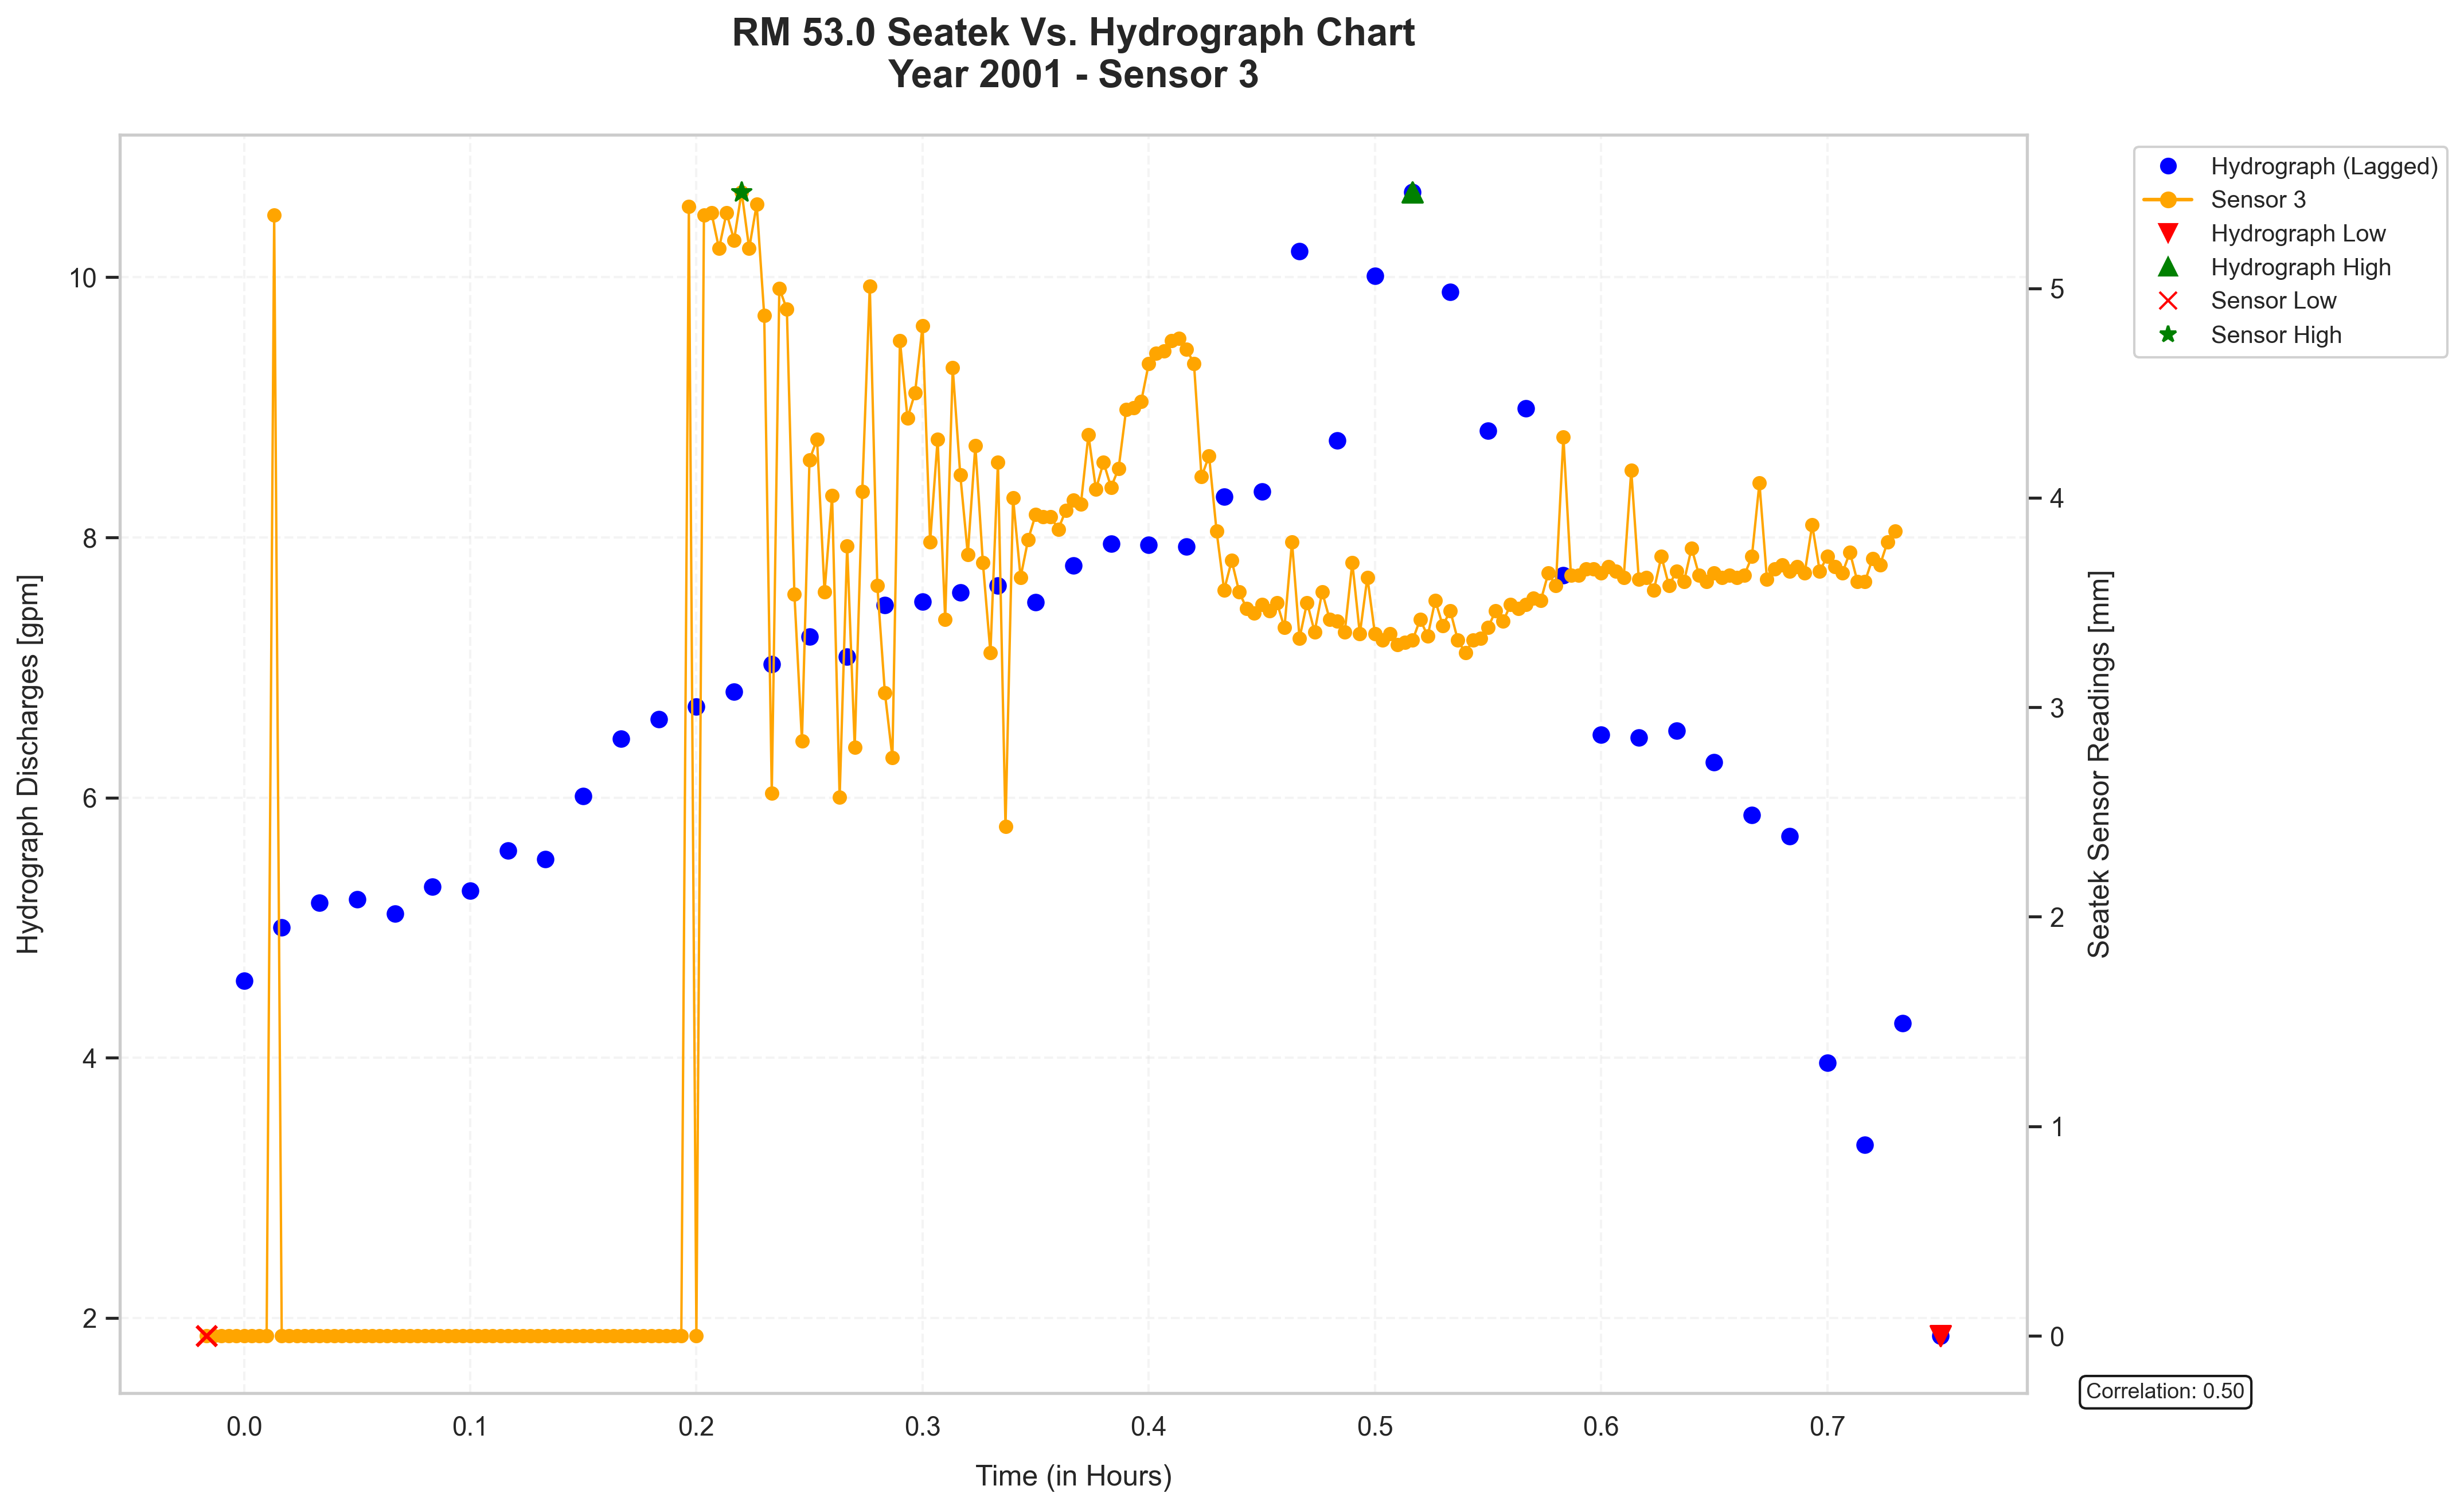 RM 53.0 Seatek Vs. Hydrograph Chart
Year 2001 - Sensor 3
Hydrograph (Lagged)
Sensor 3
Hydrograph Low
Hydrograph High
Sensor Low
Sensor High
Hydrograph Discharges [gpm]
10
8
6
4
2
Seatek Sensor Readings [mm]
5
4
3
2
1
0
Correlation: 0.50
0.0 0.1 0.2 0.3 0.4 0.5 0.6 0.7
Time (in Hours)